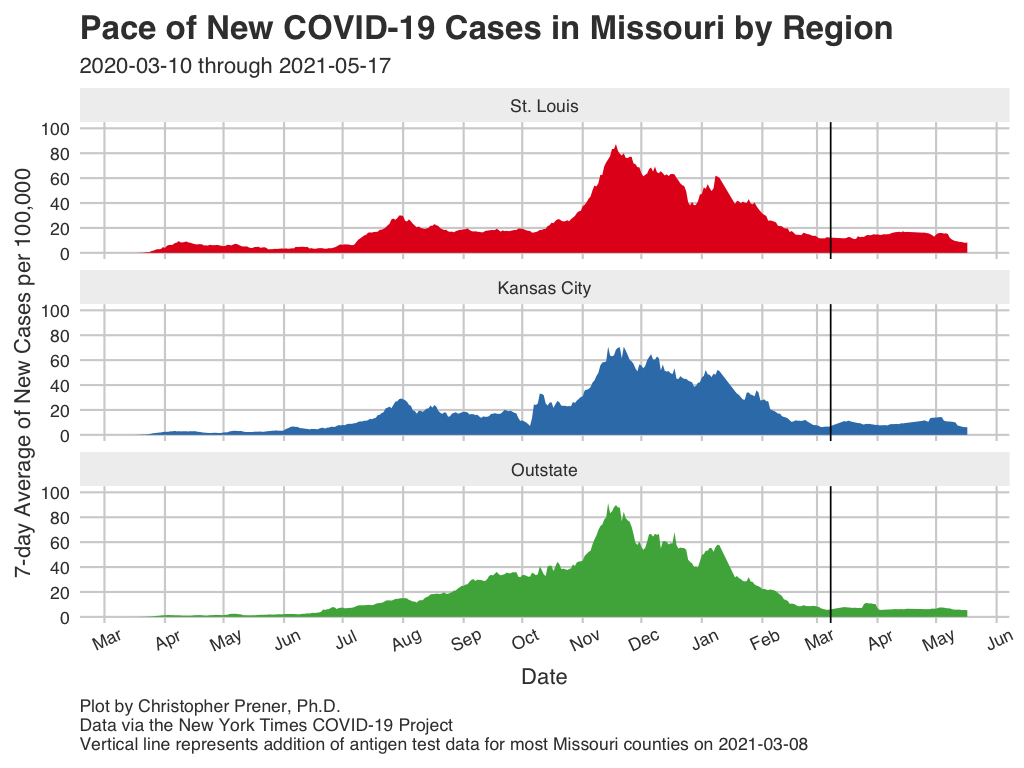 Pace of New COVID-19 Cases in Missouri by Region
2020-03-10 through 2021-05-17
7-day Average of New Cases per 100,000
St. Louis
100
80
60
40
20
0
Kansas City
100
80
60
40
20
0
Outstate
100
80
60
40
20
0
Mar Apr May Jun Jul Aug Sep Oct Nov Dec Jan Feb Mar Apr May Jun
Date
Plot by Christopher Prener, Ph.D.
Data via the New York Times COVID-19 Project
Vertical line represents addition of antigen test data for most Missouri counties on 2021-03-08